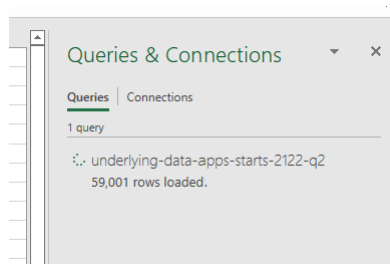 Queries & Connections
Queries | Connections
1 query
underlying-data-apps-starts-2122-q2
59,001 rows loaded.